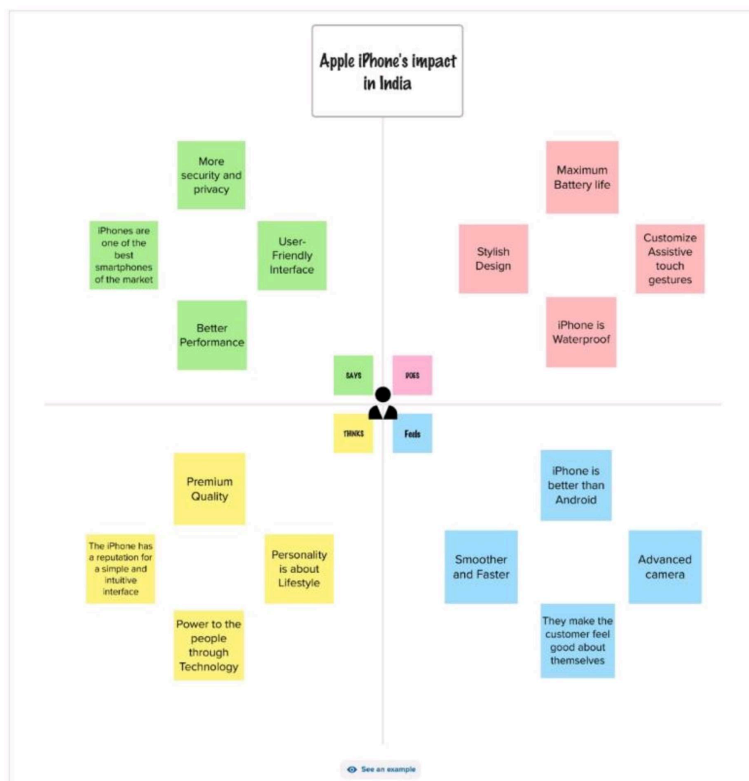 Apple iPhone's impact
in India
More
security and
privacy
iPhones are
one of the
best
smartphones
of the market
User-
Friendly
Interface
Better
Performance
Maximum
Battery life
Stylish
Design
Customize
Assistive
touch
gestures
iPhone is
Waterproof
SAYS
DOES
THINKS
Feels
Premium
Quality
The iPhone has
a reputation for
a simple and
intuitive
interface
Personality
is about
Lifestyle
Power to the
people
through
Technology
iPhone is
better than
Android
Smoother
and Faster
Advanced
camera
They make the
customer feel
good about
themselves
See an example